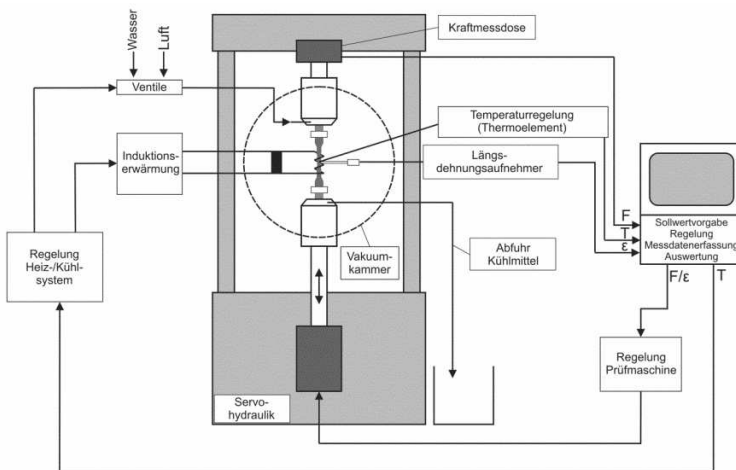 Wasser
Luft
Ventile
Kraftmessdose
Temperaturregelung
(Thermoelement)
Induktions-
erwärmung
Längs-
dehnungsaufnehmer
F
T
ε
Sollwertvorgabe
Regelung
Messdatenerfassung
Auswertung
Regelung
Heiz-/Kühl-
system
Vakuum-
kammer
Abfuhr
Kühlmittel
F/ε
T
Regelung
Prüfmaschine
Servo-
hydraulik